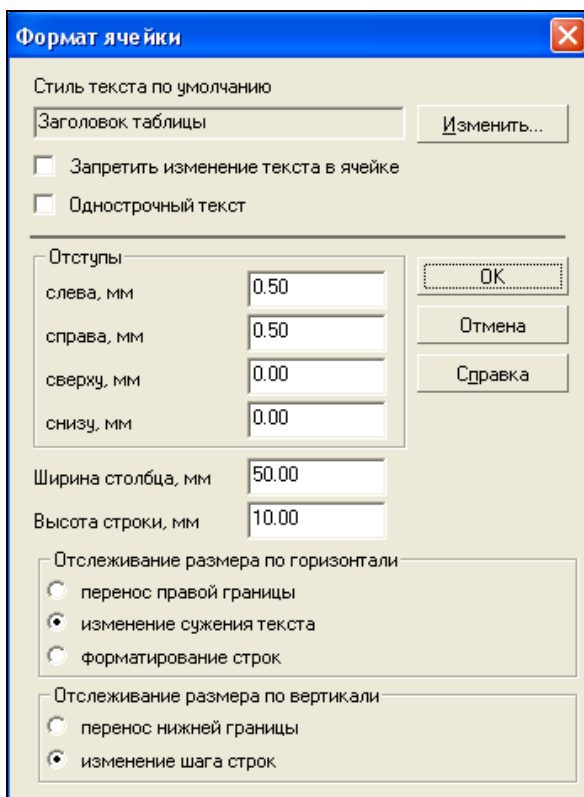 Формат ячейки
Стиль текста по умолчанию
Заголовок таблицы
Изменить...
Запретить изменение текста в ячейке
Однострочный текст
Отступы
слева, мм 0.50
OK
справа, мм 0.50
Отмена
сверху, мм 0.00
Справка
снизу, мм 0.00
Ширина столбца, мм 50.00
Высота строки, мм 10.00
Отслеживание размера по горизонтали
перенос правой границы
изменение сужения текста
форматирование строк
Отслеживание размера по вертикали
перенос нижней границы
изменение шага строк